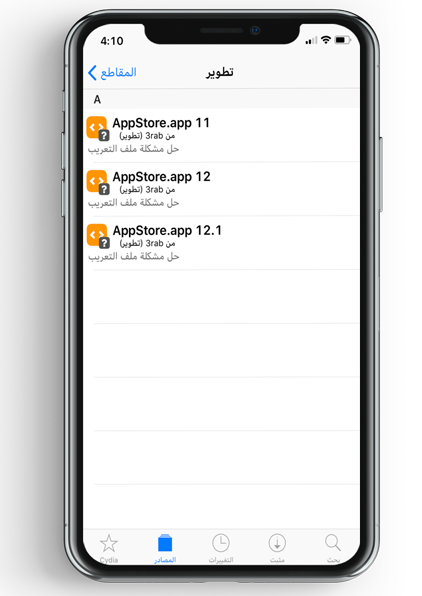 4:10
المقاطع
تطوير
A
AppStore.app 11
من 3rab (تطوير)
حل مشكلة ملف التعريب
AppStore.app 12
من 3rab (تطوير)
حل مشكلة ملف التعريب
AppStore.app 12.1
من 3rab (تطوير)
حل مشكلة ملف التعريب
Cydia
المصادر
التغييرات
مثبت
بحث